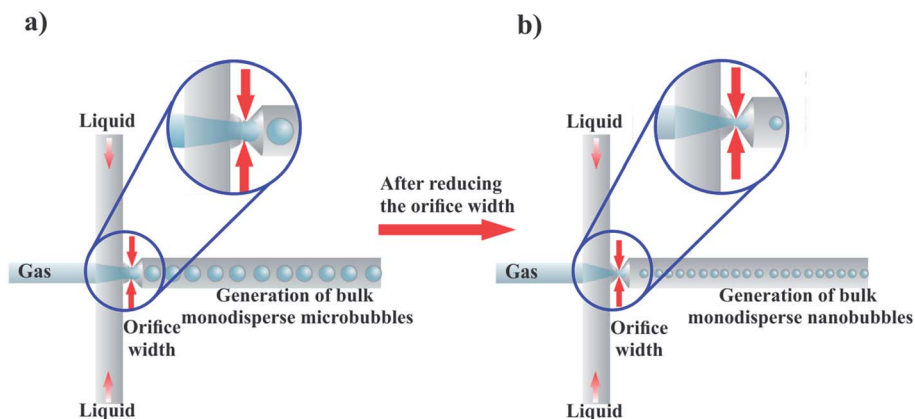 a)
Liquid
Gas
Orifice
width
Generation of bulk
monodisperse microbubbles
Liquid
After reducing
the orifice width
b)
Liquid
Gas
Orifice
width
Generation of bulk
monodisperse nanobubbles
Liquid